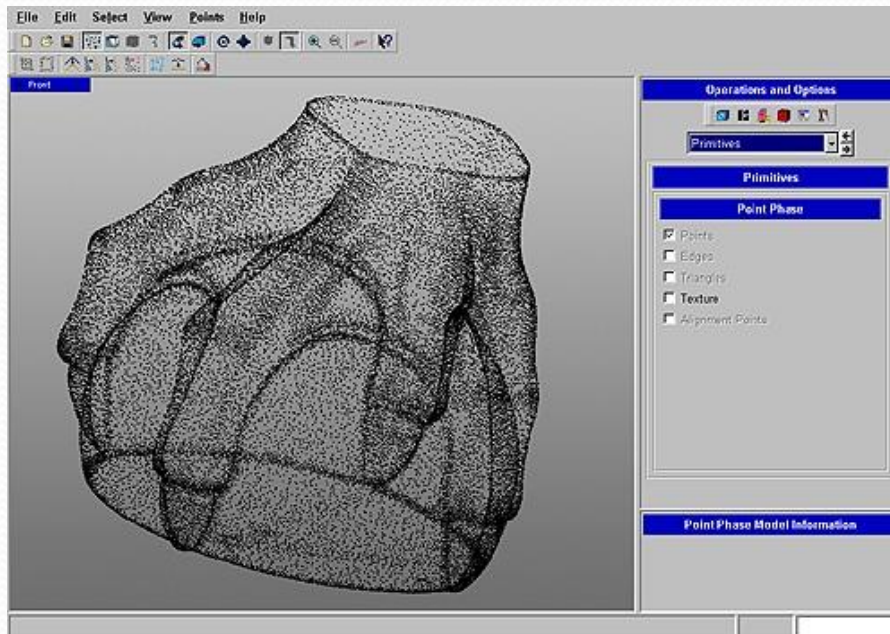 File Edit Select View Points Help
Front
Operations and Options
Primitives
Primitives
Point Phase
Points
Edges
Triangles
Texture
Alignment Points
Point Phase Model Information